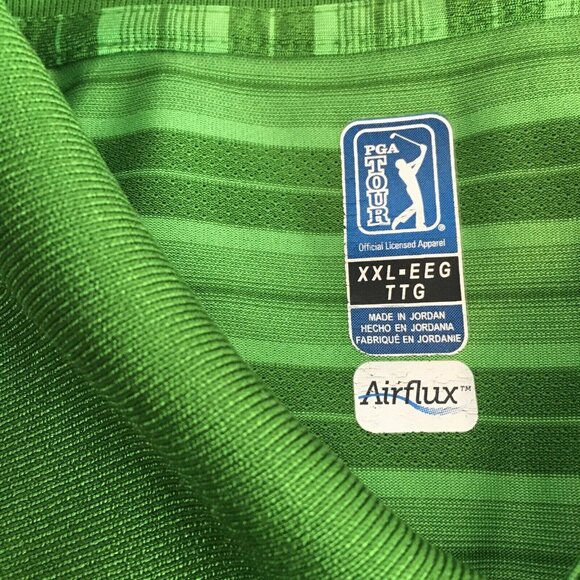 PGA
TOUR
®
Official Licensed Apparel
XXL-EEG
TTG
MADE IN JORDAN
HECHO EN JORDANIA
FABRIQUÉ EN JORDANIE
Airflux™